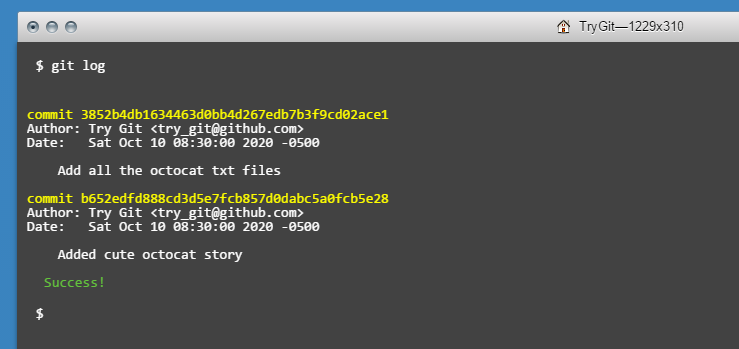 TryGit—1229x310
$ git log
commit 3852b4db1634463d0bb4d267edb7b3f9cd02ace1
Author: Try Git <try_git@github.com>
Date:   Sat Oct 10 08:30:00 2020 -0500
Add all the octocat txt files
commit b652edfd888cd3d5e7fcb857d0dabc5a0fcb5e28
Author: Try Git <try_git@github.com>
Date:   Sat Oct 10 08:30:00 2020 -0500
Added cute octocat story
Success!
$